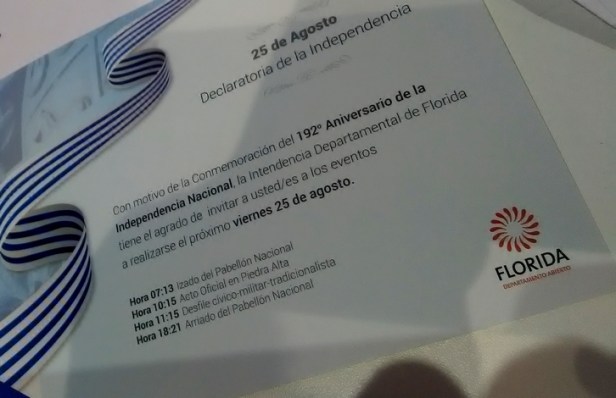 25 de Agosto
Declaratoria de la Independencia
Con motivo de la Conmemoración del 192º Aniversario de la
Independencia Nacional, la Intendencia Departamental de Florida
tiene el agrado de invitar a usted/es a los eventos
a realizarse el próximo viernes 25 de agosto.
Hora 07:13 Izado del Pabellón Nacional
Hora 10:15 Acto Oficial en Piedra Alta
Hora 11:15 Desfile cívico-militar-tradicionalista
Hora 18:21 Arriado del Pabellón Nacional
FLORIDA
DEPARTAMENTO ABIERTO